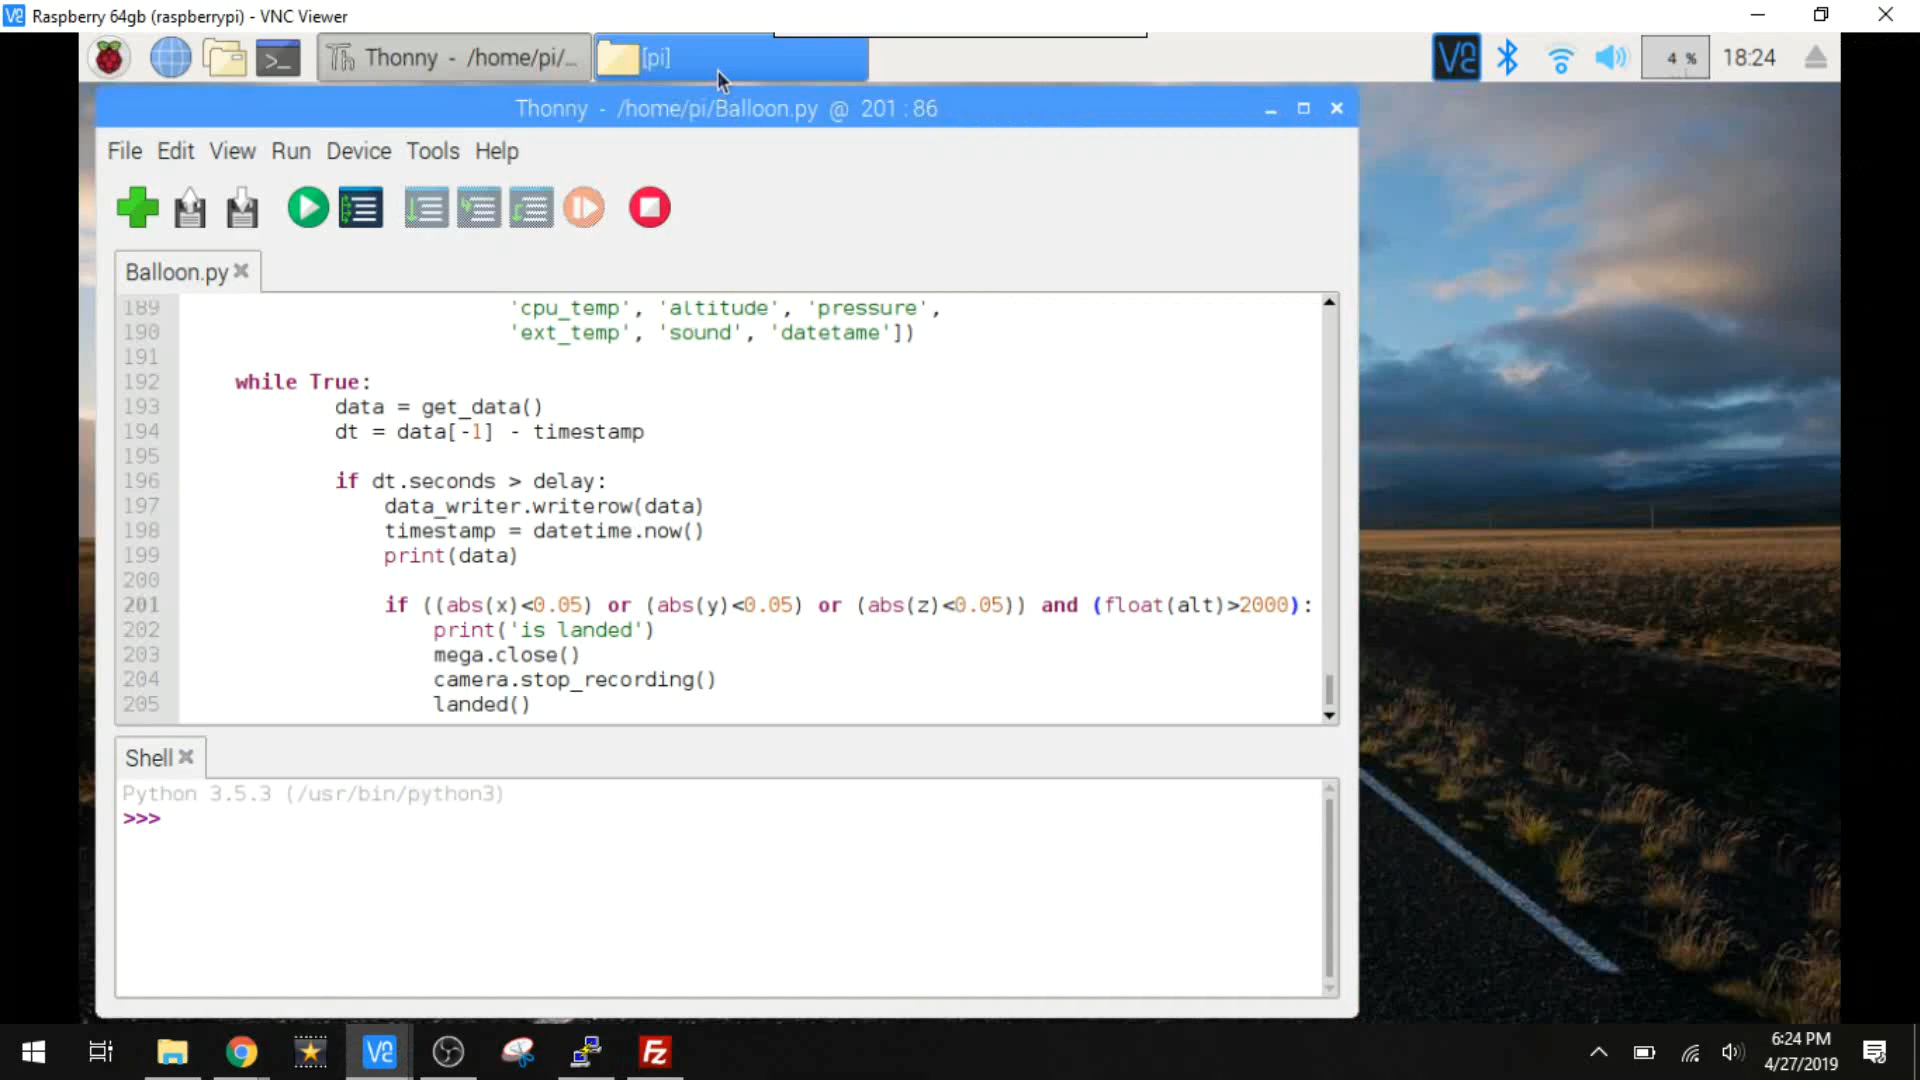 Raspberry 64gb (raspberrypi) - VNC Viewer
Thonny - /home/pi/...
[pi]
4 %
18:24
Thonny - /home/pi/Balloon.py @ 201 : 86
File Edit View Run Device Tools Help
Balloon.py
189 'cpu_temp', 'altitude', 'pressure',
190 'ext_temp', 'sound', 'datetame'])
191
192 while True:
193 data = get_data()
194 dt = data[-1] - timestamp
195
196 if dt.seconds > delay:
197 data_writer.writerow(data)
198 timestamp = datetime.now()
199 print(data)
200
201 if ((abs(x)<0.05) or (abs(y)<0.05) or (abs(z)<0.05)) and (float(alt)>2000):
202 print('is landed')
203 mega.close()
204 camera.stop_recording()
205 landed()
Shell
Python 3.5.3 (/usr/bin/python3)
>>>
6:24 PM
4/27/2019